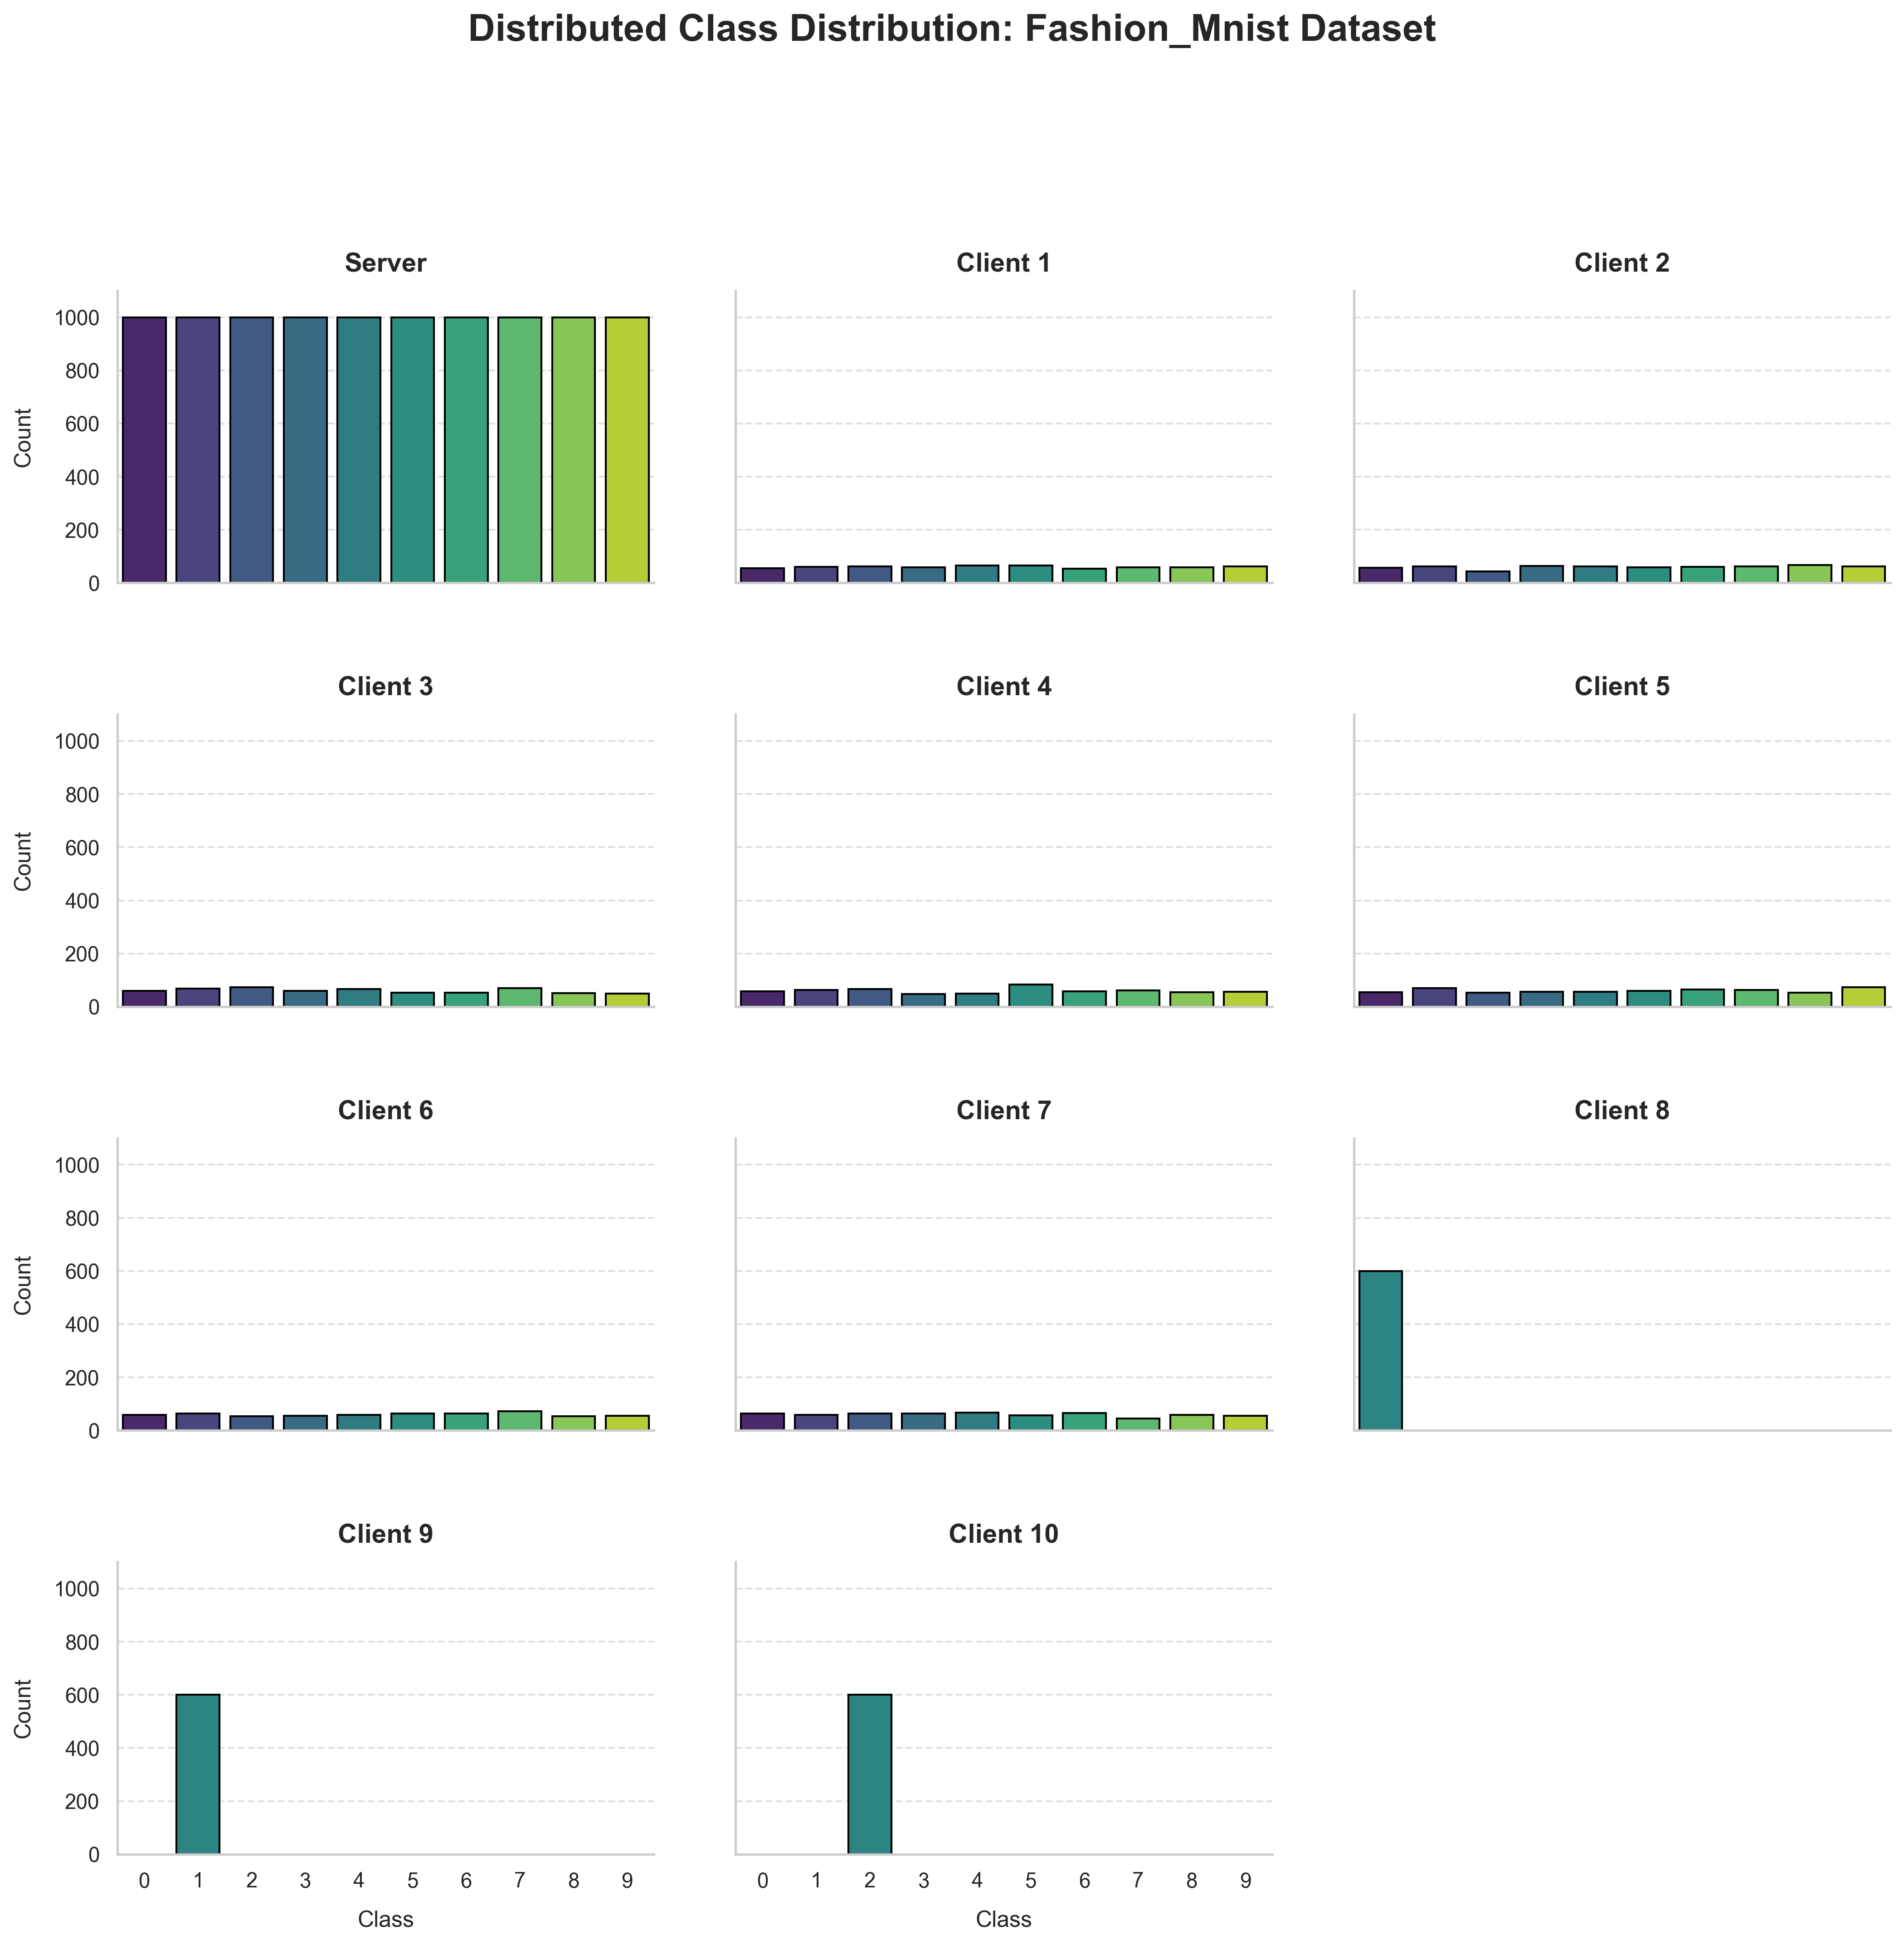 Distributed Class Distribution: Fashion_Mnist Dataset
Server
Client 1
Client 2
1000
800
600
400
200
0
Count
Client 3
Client 4
Client 5
1000
800
600
400
200
0
Count
Client 6
Client 7
Client 8
1000
800
600
400
200
0
Count
Client 9
Client 10
1000
800
600
400
200
0
Count
0 1 2 3 4 5 6 7 8 9
0 1 2 3 4 5 6 7 8 9
Class
Class